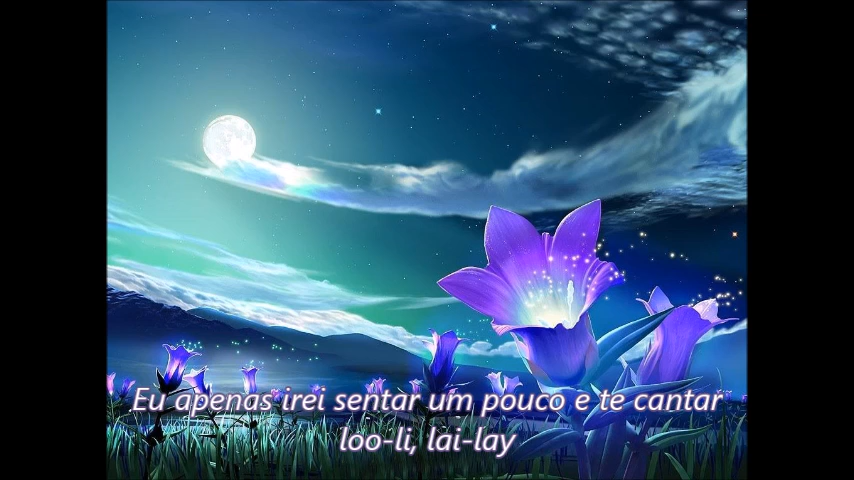 Eu apenas irei sentar um pouco e te cantar
loo-li, lai-lay